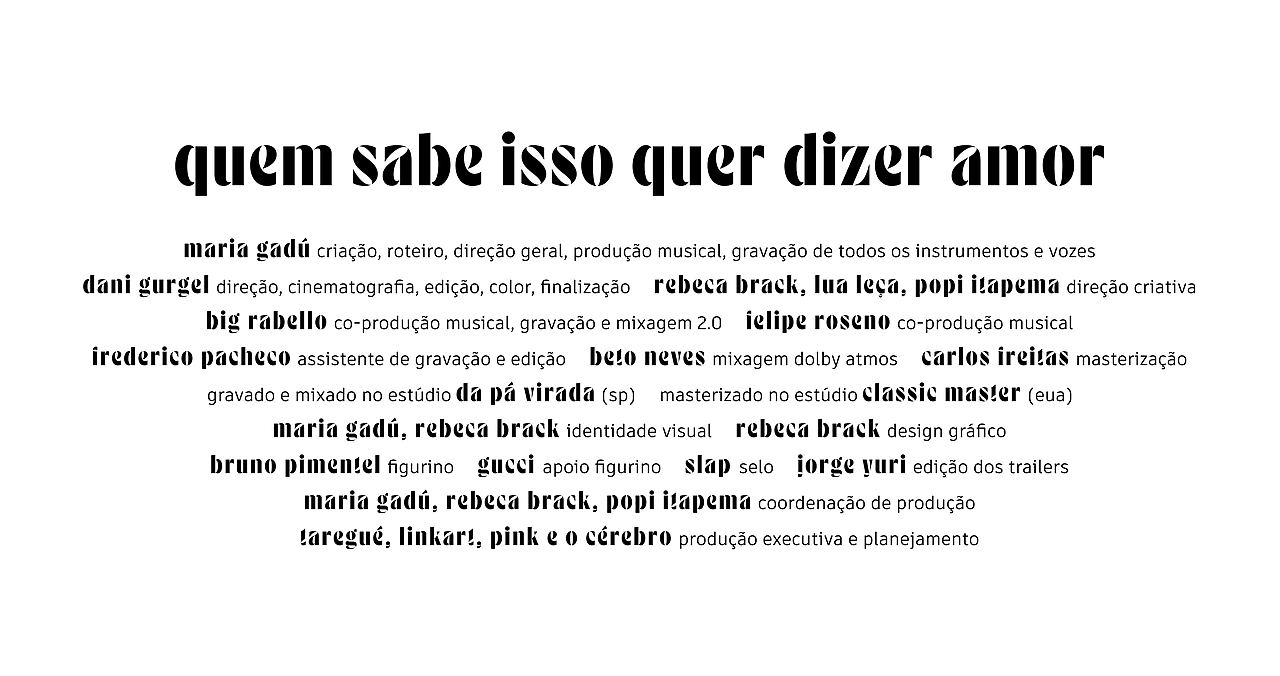 quem sabe isso quer dizer amor
maria gadú criação, roteiro, direção geral, produção musical, gravação de todos os instrumentos e vozes
dani gurgel direção, cinematografia, edição, color, finalização rebeca brack, lua leça, popi itapema direção criativa
big rabello co-produção musical, gravação e mixagem 2.0 felipe roseno co-produção musical
frederico pacheco assistente de gravação e edição beto neves mixagem dolby atmos carlos freitas masterização
gravado e mixado no estúdio da pá virada (sp) masterizado no estúdio classic master (eua)
maria gadú, rebeca brack identidade visual rebeca brack design gráfico
bruno pimentel figurino gucci apoio figurino slap selo jorge yuri edição dos trailers
maria gadú, rebeca brack, popi itapema coordenação de produção
taregué, linkart, pink e o cérebro produção executiva e planejamento